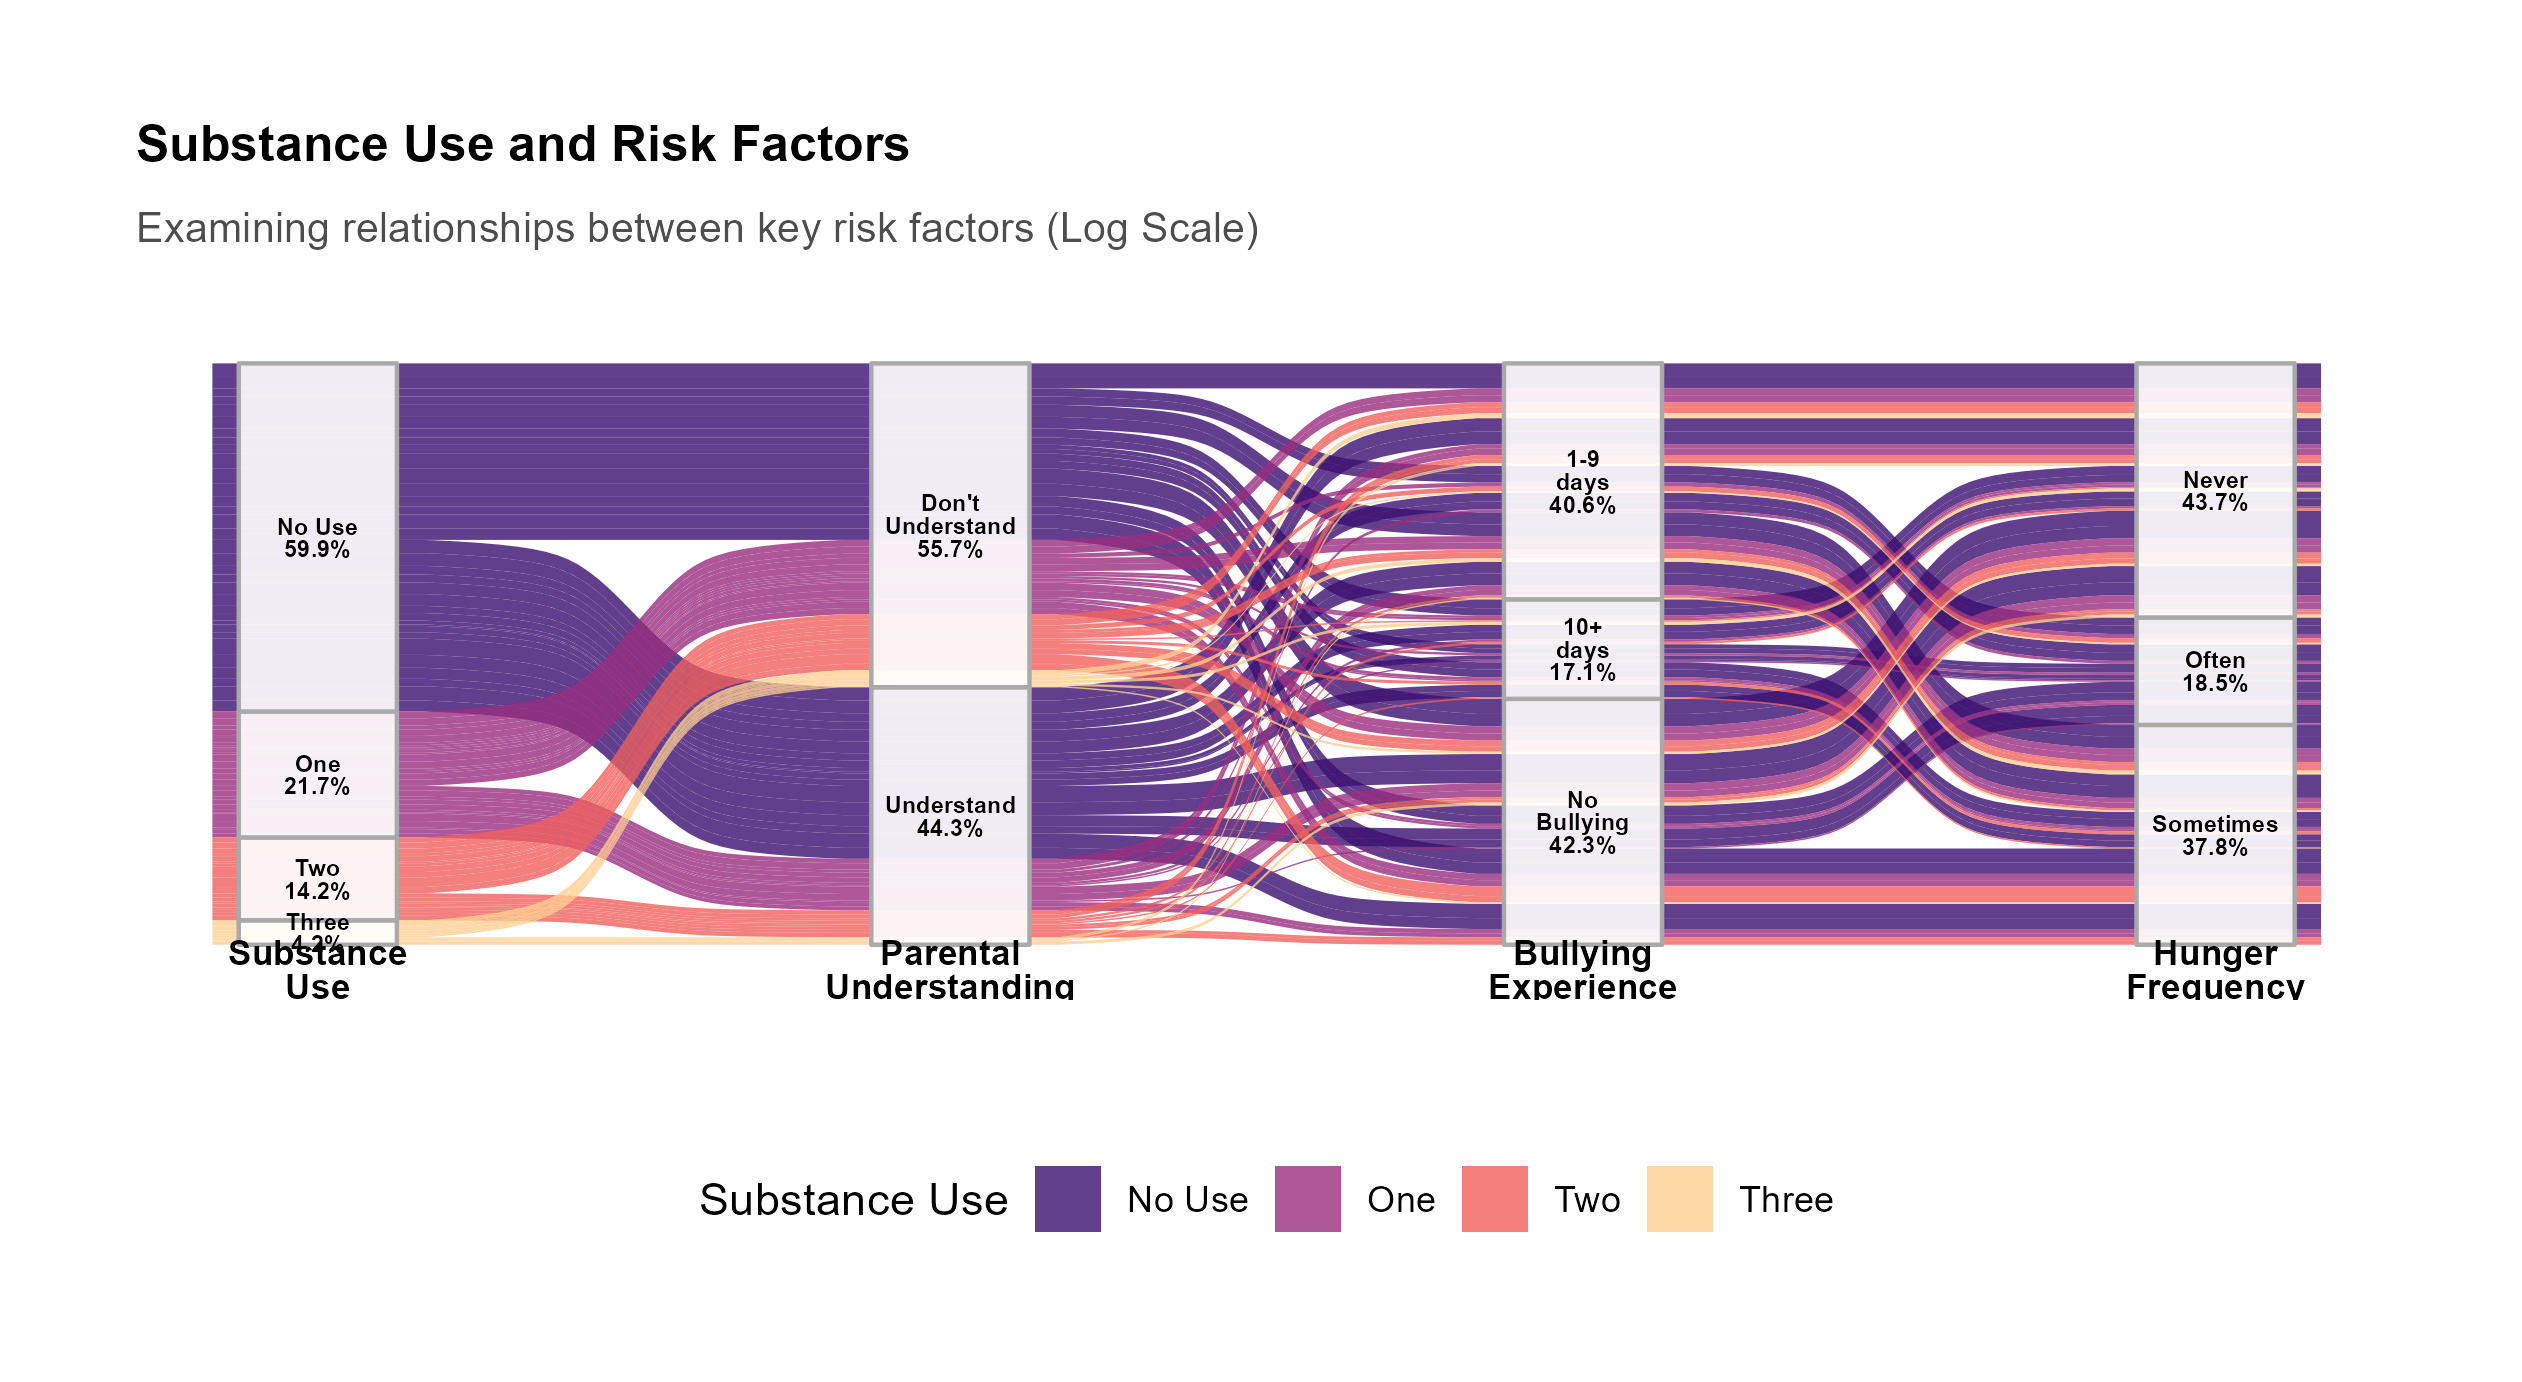 Substance Use and Risk Factors
Examining relationships between key risk factors (Log Scale)
No Use
59.9%
One
21.7%
Two
14.2%
Three
4.2%
Substance
Use
Don't
Understand
55.7%
Understand
44.3%
Parental
Understanding
1-9
days
40.6%
10+
days
17.1%
No
Bullying
42.3%
Bullying
Experience
Never
43.7%
Often
18.5%
Sometimes
37.8%
Hunger
Frequency
Substance Use No Use One Two Three